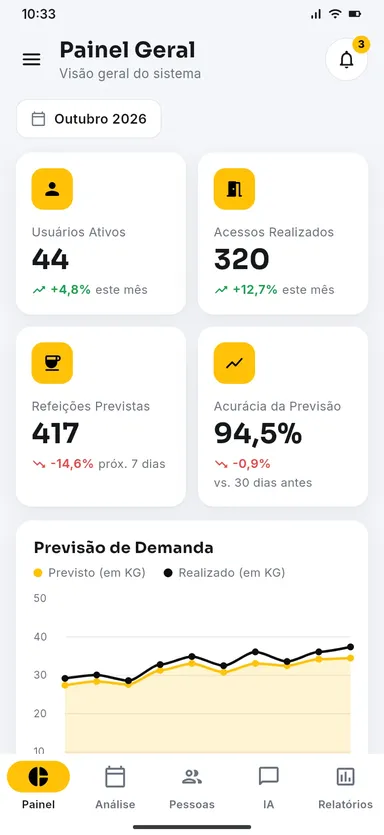 10:33
Painel Geral
Visão geral do sistema
3
Outubro 2026
Usuários Ativos
44
+4,8% este mês
Acessos Realizados
320
+12,7% este mês
Refeições Previstas
417
-14,6% próx. 7 dias
Acurácia da Previsão
94,5%
-0,9%
vs. 30 dias antes
Previsão de Demanda
Previsto (em KG) Realizado (em KG)
50
40
30
20
10
Painel Análise Pessoas IA Relatórios